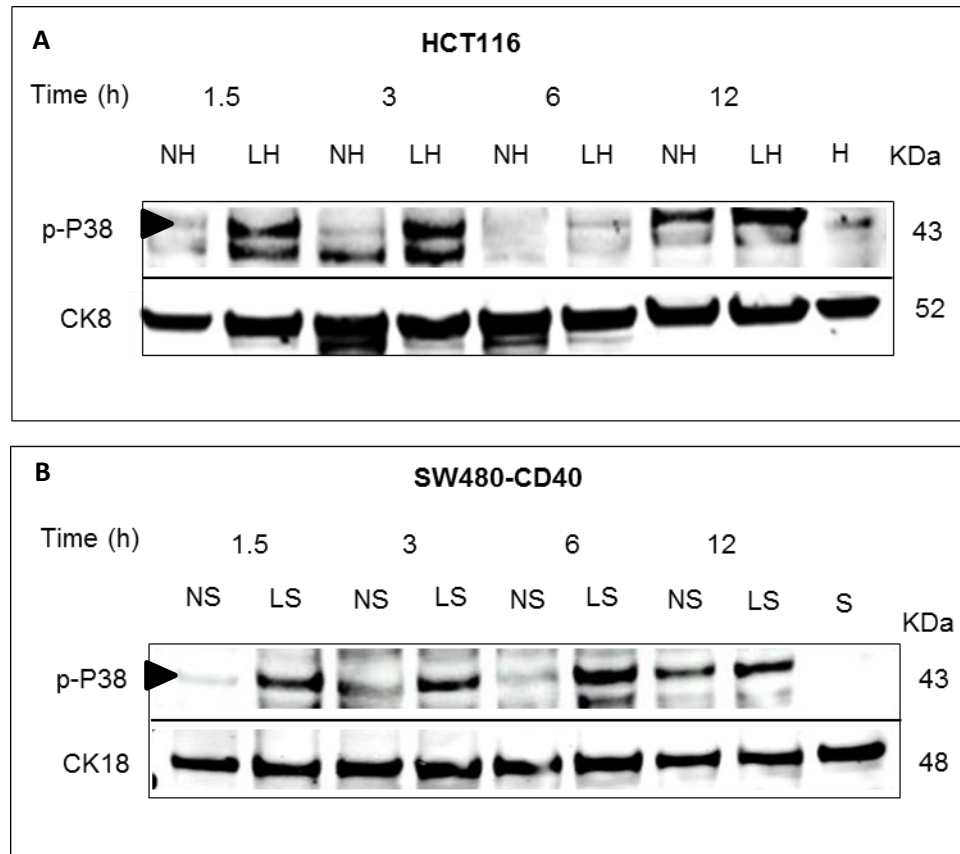 A
HCT116
Time (h) 1.5 3 6 12
NH LH NH LH NH LH NH LH H KDa
p-P38 43
CK8 52
B
SW480-CD40
Time (h) 1.5 3 6 12
NS LS NS LS NS LS NS LS S
KDa
p-P38 43
CK18 48